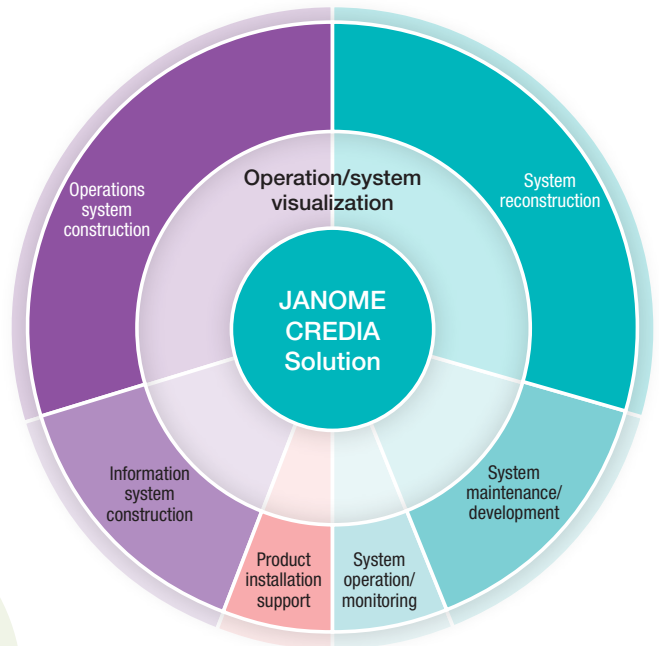 Operation/system
visualization
JANOME
CREDIA
Solution
System
reconstruction
System
maintenance/
development
System
operation/
monitoring
Product
installation
support
Information
system
construction
Operations
system
construction